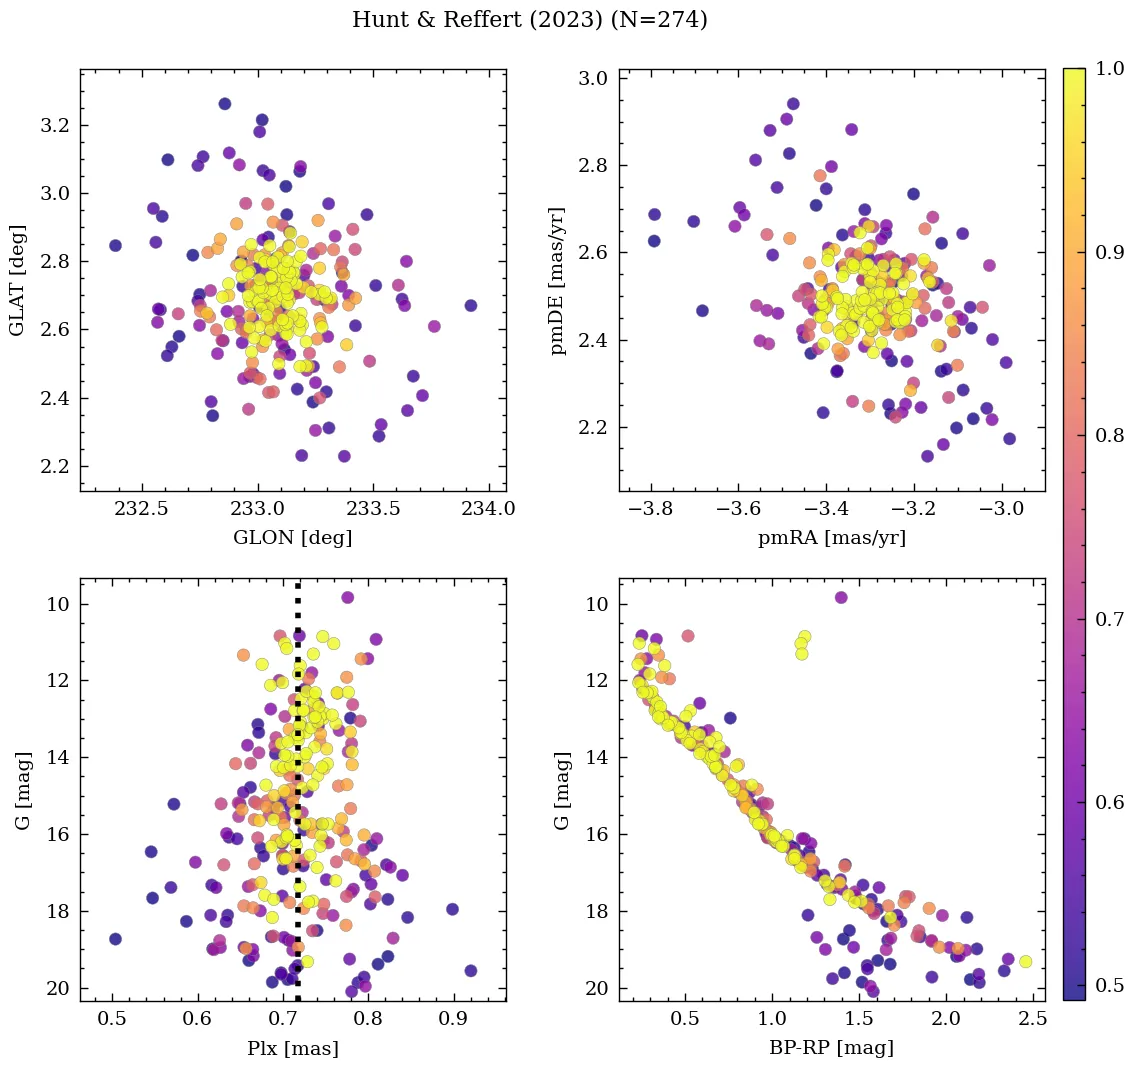 Hunt & Reffert (2023) (N=274)
3.2
3.0
2.8
2.6
2.4
2.2
GLAT [deg]
232.5 233.0 233.5 234.0
GLON [deg]
3.0
2.8
2.6
2.4
2.2
pmDE [mas/yr]
−3.8 −3.6 −3.4 −3.2 −3.0
pmRA [mas/yr]
10
12
14
16
18
20
G [mag]
0.5 0.6 0.7 0.8 0.9
Plx [mas]
10
12
14
16
18
20
G [mag]
0.5 1.0 1.5 2.0 2.5
BP-RP [mag]
1.0
0.9
0.8
0.7
0.6
0.5